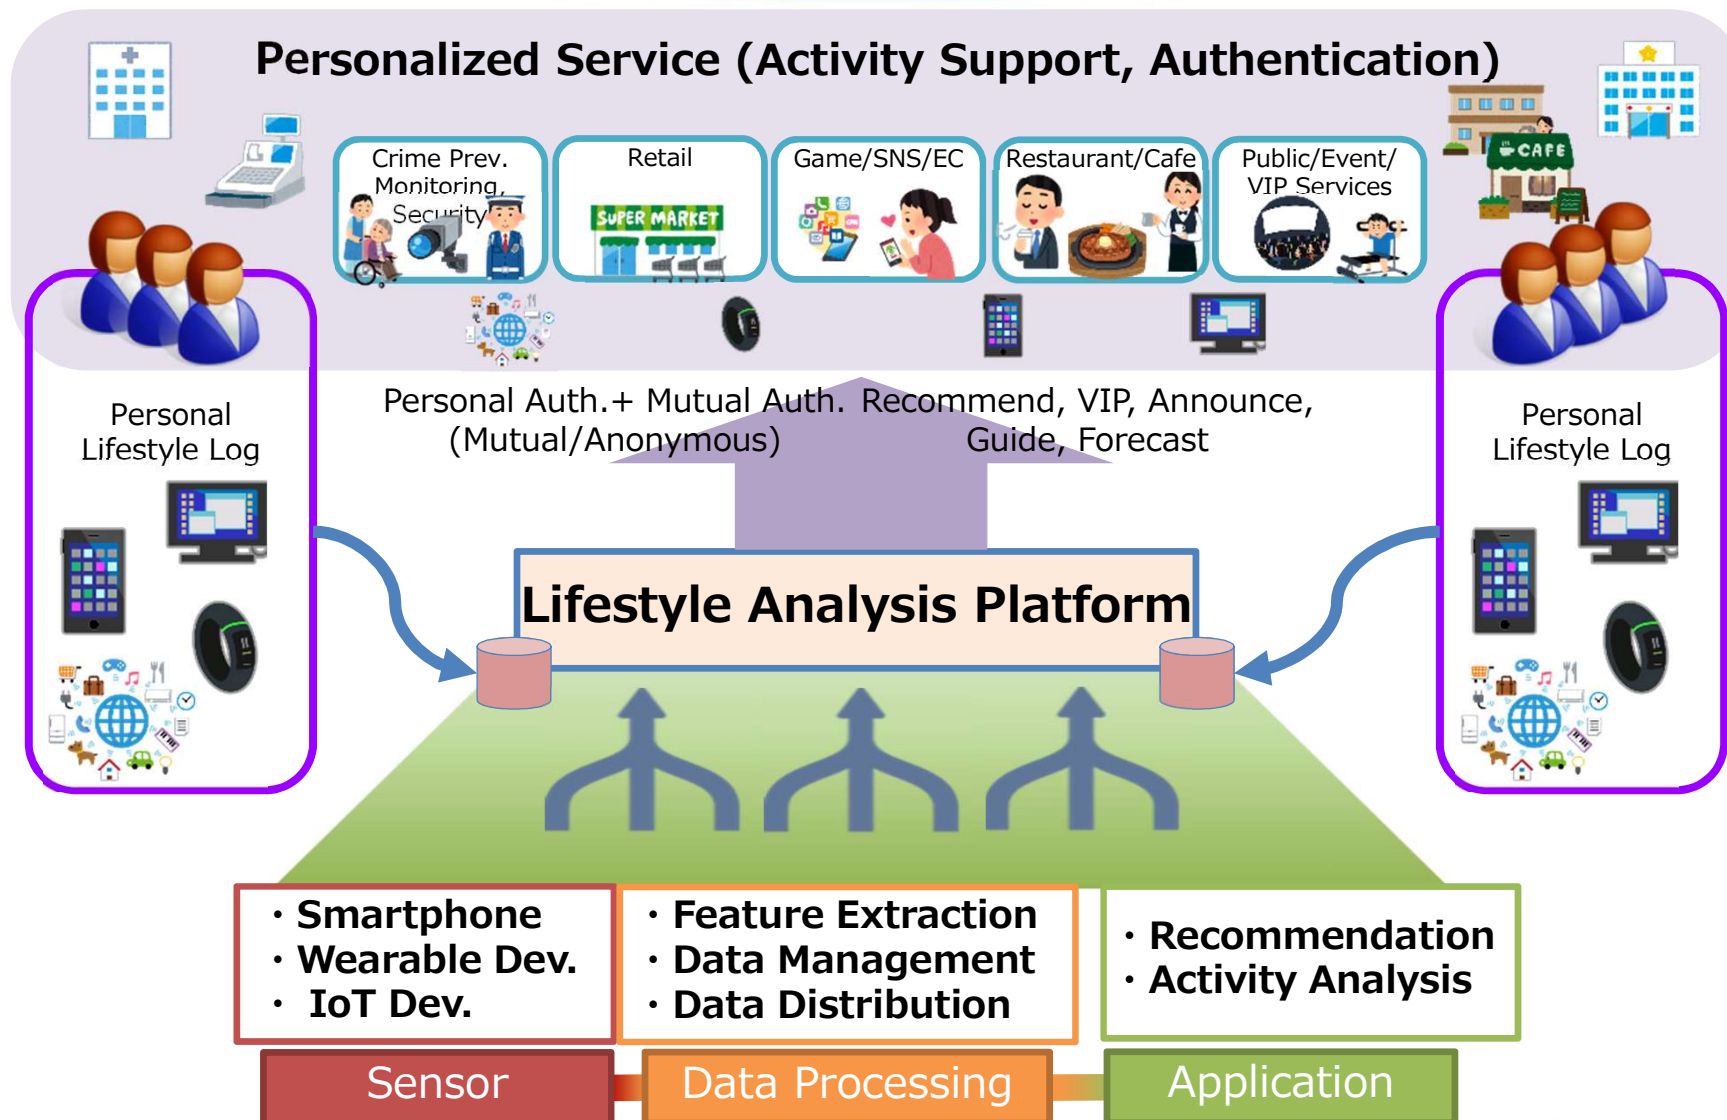 Personalized Service (Activity Support, Authentication)
Crime Prev.
Monitoring,
Security
Retail
SUPER MARKET
Game/SNS/EC
Restaurant/Cafe
Public/Event/
VIP Services
CAFE
Personal
Lifestyle Log
Personal Auth.+ Mutual Auth.
(Mutual/Anonymous)
Recommend, VIP, Announce,
Guide, Forecast
Personal
Lifestyle Log
Lifestyle Analysis Platform
・Smartphone
・Wearable Dev.
・ IoT Dev.
・Feature Extraction
・Data Management
・Data Distribution
・Recommendation
・Activity Analysis
Sensor
Data Processing
Application